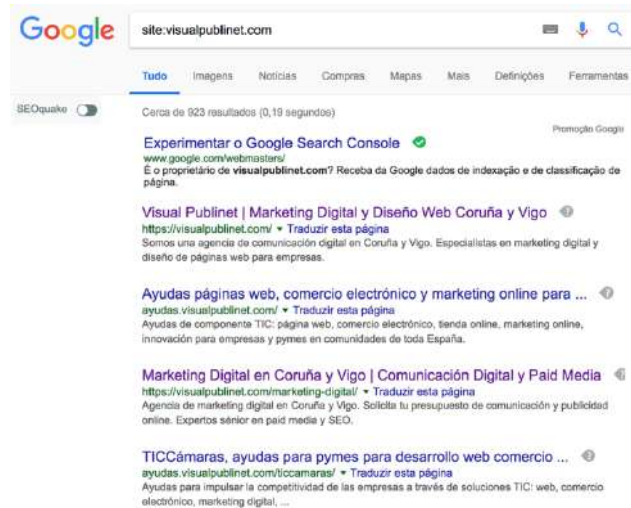 Google
site:visualpublinet.com
Tudo Imagens Notícias Compras Mapas Mais Definições Ferramentas
SEOquake
Cerca de 923 resultados (0,19 segundos)
Promoção Google
Experimentar o Google Search Console
www.google.com/webmasters/
É o proprietário de visualpublinet.com? Receba da Google dados de indexação e de classificação de
página.
Visual Publinet | Marketing Digital y Diseño Web Coruña y Vigo
https://visualpublinet.com/ ▾ Traduzir esta página
Somos una agencia de comunicación digital en Coruña y Vigo. Especialistas en marketing digital y
diseño de páginas web para empresas.
Ayudas páginas web, comercio electrónico y marketing online para ...
ayudas.visualpublinet.com/ ▾ Traduzir esta página
Ayudas de componente TIC: página web, comercio electrónico, tienda online, marketing online,
innovación para empresas y pymes en comunidades de toda España.
Marketing Digital en Coruña y Vigo | Comunicación Digital y Paid Media
https://visualpublinet.com/marketing-digital/ ▾ Traduzir esta página
Agencia de marketing digital en Coruña y Vigo. Solicita tu presupuesto de comunicación y publicidad
online. Expertos sénior en paid media y SEO.
TICCámaras, ayudas para pymes para desarrollo web comercio ...
ayudas.visualpublinet.com/ticcamaras/ ▾ Traduzir esta página
Ayudas para impulsar la competitividad de las empresas a través de soluciones TIC: web, comercio
electrónico, marketing digital, ...